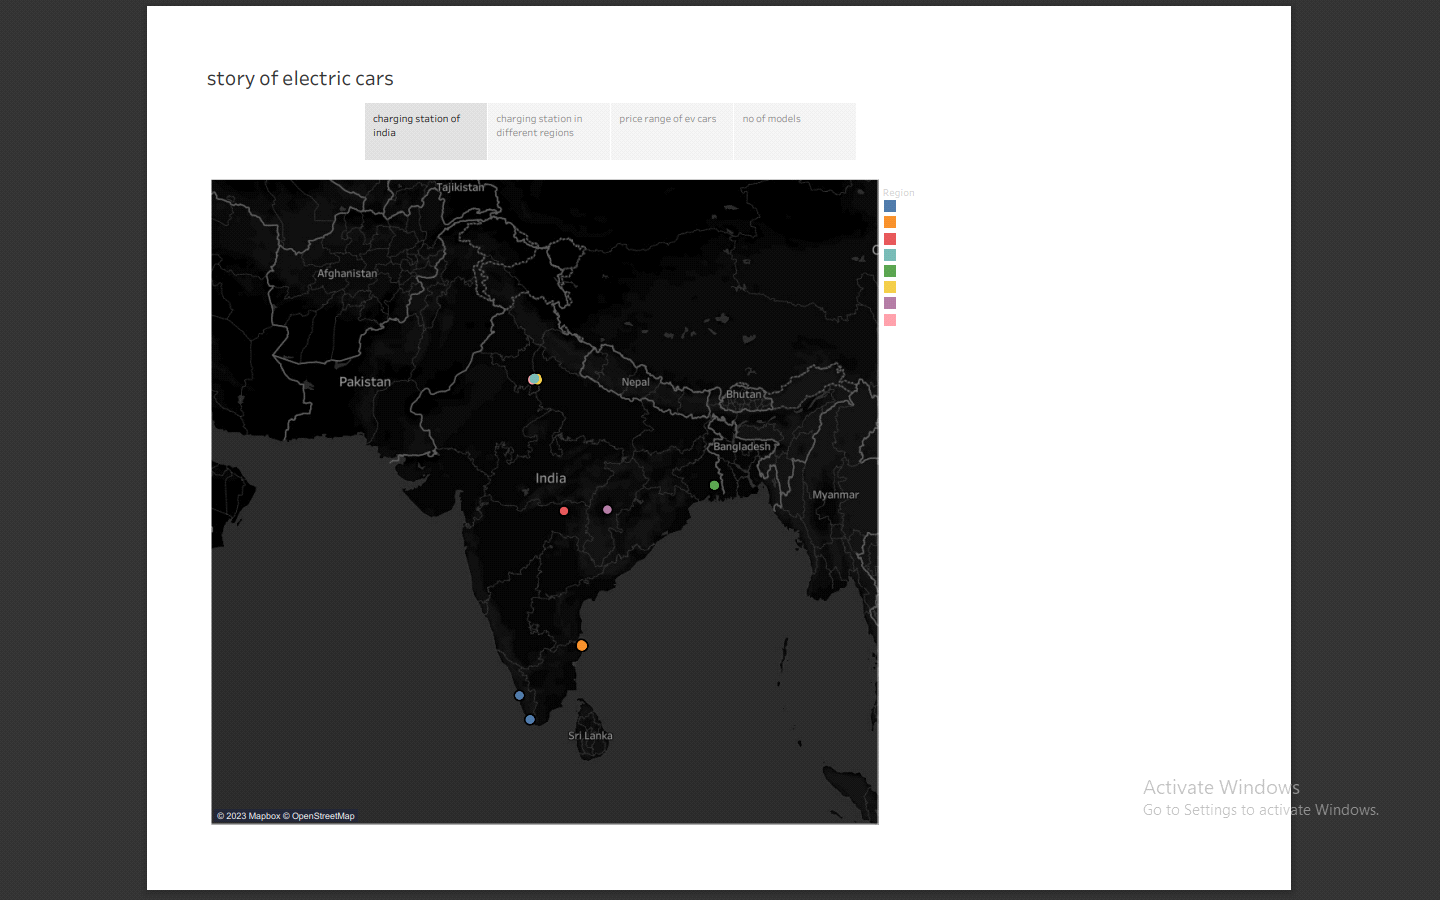 story of electric cars
charging station of
india
charging station in
different regions
price range of ev cars
no of models
Region
Tajikistan
Afghanistan
Pakistan
Nepal
Bhutan
Bangladesh
India
Myanmar
Sri Lanka
© 2023 Mapbox © OpenStreetMap
Activate Windows
Go to Settings to activate Windows.